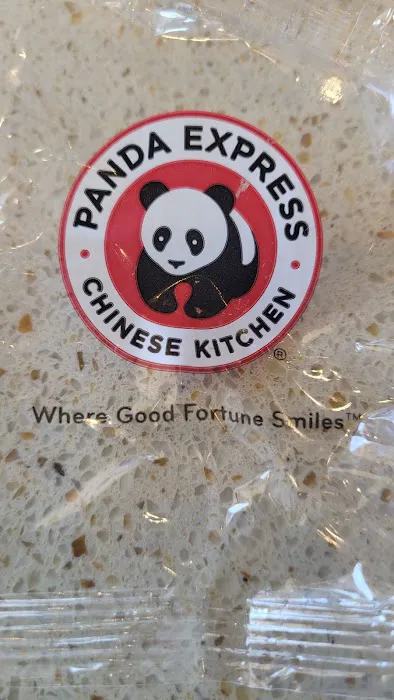 PANDA EXPRESS
CHINESE KITCHEN
®
Where Good Fortune Smiles™